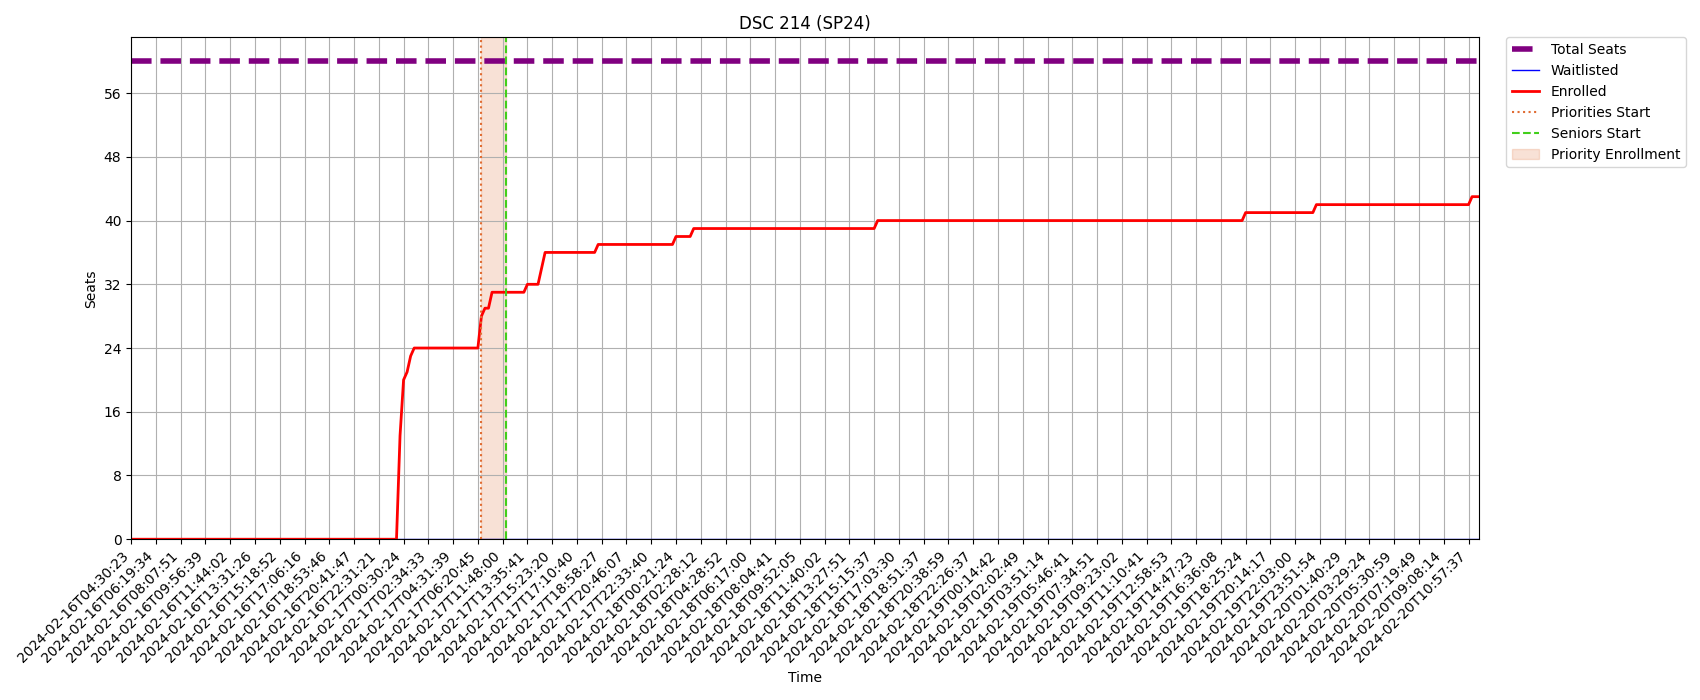 DSC 214 (SP24)
Total Seats
Waitlisted
Enrolled
Priorities Start
Seniors Start
Priority Enrollment
Seats
56
48
40
32
24
16
8
0
2024-02-16T04:30:23
2024-02-16T06:19:34
2024-02-16T08:07:51
2024-02-16T09:56:39
2024-02-16T11:44:02
2024-02-16T13:31:26
2024-02-16T15:18:52
2024-02-16T17:06:16
2024-02-16T18:53:46
2024-02-16T20:41:47
2024-02-16T22:31:21
2024-02-17T00:30:24
2024-02-17T02:34:33
2024-02-17T04:31:39
2024-02-17T06:20:45
2024-02-17T11:48:00
2024-02-17T13:35:41
2024-02-17T15:23:20
2024-02-17T17:10:40
2024-02-17T18:58:27
2024-02-17T20:46:07
2024-02-17T22:33:40
2024-02-18T00:21:24
2024-02-18T02:28:12
2024-02-18T04:28:52
2024-02-18T06:17:00
2024-02-18T08:04:41
2024-02-18T09:52:05
2024-02-18T11:40:02
2024-02-18T13:27:51
2024-02-18T15:15:37
2024-02-18T17:03:30
2024-02-18T18:51:37
2024-02-18T20:38:59
2024-02-18T22:26:37
2024-02-19T00:14:42
2024-02-19T02:02:49
2024-02-19T03:51:14
2024-02-19T05:46:41
2024-02-19T07:34:51
2024-02-19T09:23:02
2024-02-19T11:10:41
2024-02-19T12:58:53
2024-02-19T14:47:23
2024-02-19T16:36:08
2024-02-19T18:25:24
2024-02-19T20:14:17
2024-02-19T22:03:00
2024-02-19T23:51:54
2024-02-20T01:40:29
2024-02-20T03:29:24
2024-02-20T05:30:59
2024-02-20T07:19:49
2024-02-20T09:08:14
2024-02-20T10:57:37
Time